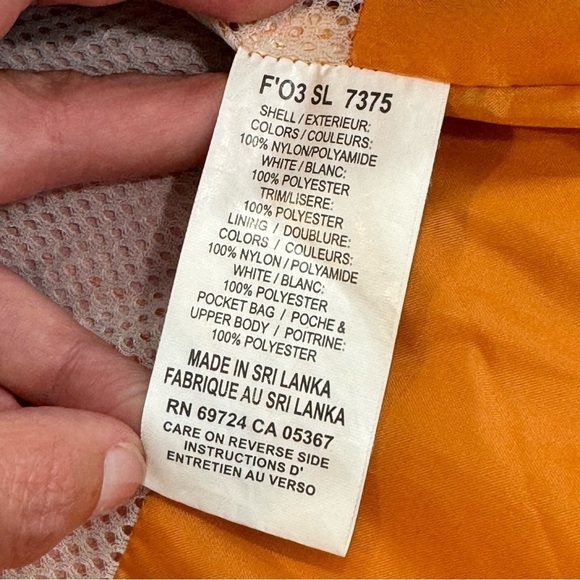 F'O3 SL 7375
SHELL / EXTERIEUR:
COLORS / COULEURS:
100% NYLON/POLYAMIDE
WHITE / BLANC:
100% POLYESTER
TRIM/LISERE:
100% POLYESTER
LINING / DOUBLURE:
COLORS / COULEURS:
100% NYLON / POLYAMIDE
WHITE / BLANC:
100% POLYESTER
POCKET BAG / POCHE &
UPPER BODY / POITRINE:
100% POLYESTER
MADE IN SRI LANKA
FABRIQUE AU SRI LANKA
RN 69724 CA 05367
CARE ON REVERSE SIDE
INSTRUCTIONS D'
ENTRETIEN AU VERSO